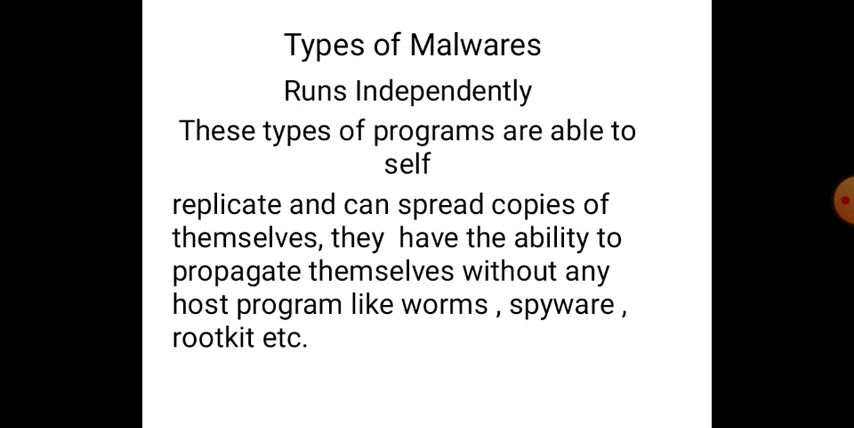 Types of Malwares
Runs Independently
These types of programs are able to
self
replicate and can spread copies of
themselves, they have the ability to
propagate themselves without any
host program like worms , spyware ,
rootkit etc.